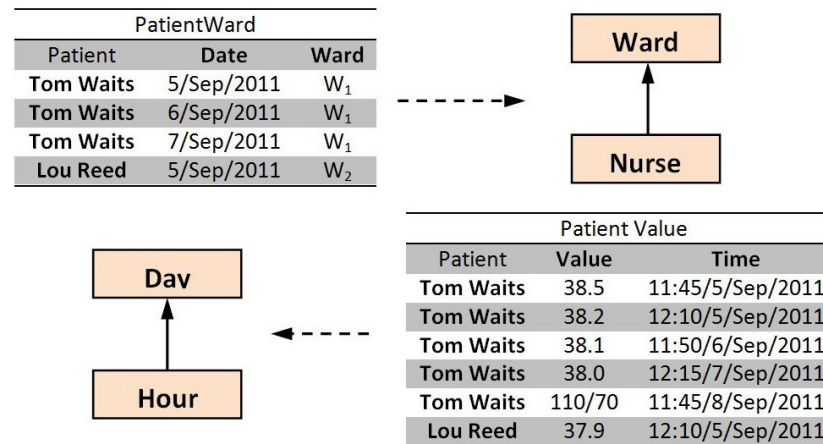 PatientWard
Patient Date Ward
Tom Waits 5/Sep/2011 W₁
Tom Waits 6/Sep/2011 W₁
Tom Waits 7/Sep/2011 W₁
Lou Reed 5/Sep/2011 W₂
Ward
Nurse
Dav
Hour
Patient Value
Patient Value Time
Tom Waits 38.5 11:45/5/Sep/2011
Tom Waits 38.2 12:10/5/Sep/2011
Tom Waits 38.1 11:50/6/Sep/2011
Tom Waits 38.0 12:15/7/Sep/2011
Tom Waits 110/70 11:45/8/Sep/2011
Lou Reed 37.9 12:10/5/Sep/2011